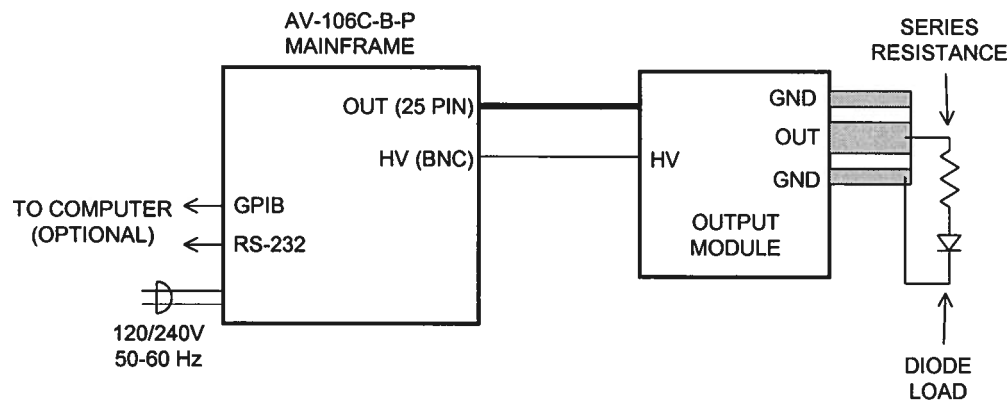 AV-106C-B-P
MAINFRAME
SERIES
RESISTANCE
OUT (25 PIN)
HV (BNC)
GPIB
RS-232
TO COMPUTER
(OPTIONAL)
120/240V
50-60 Hz
GND
OUT
GND
HV
OUTPUT
MODULE
DIODE
LOAD